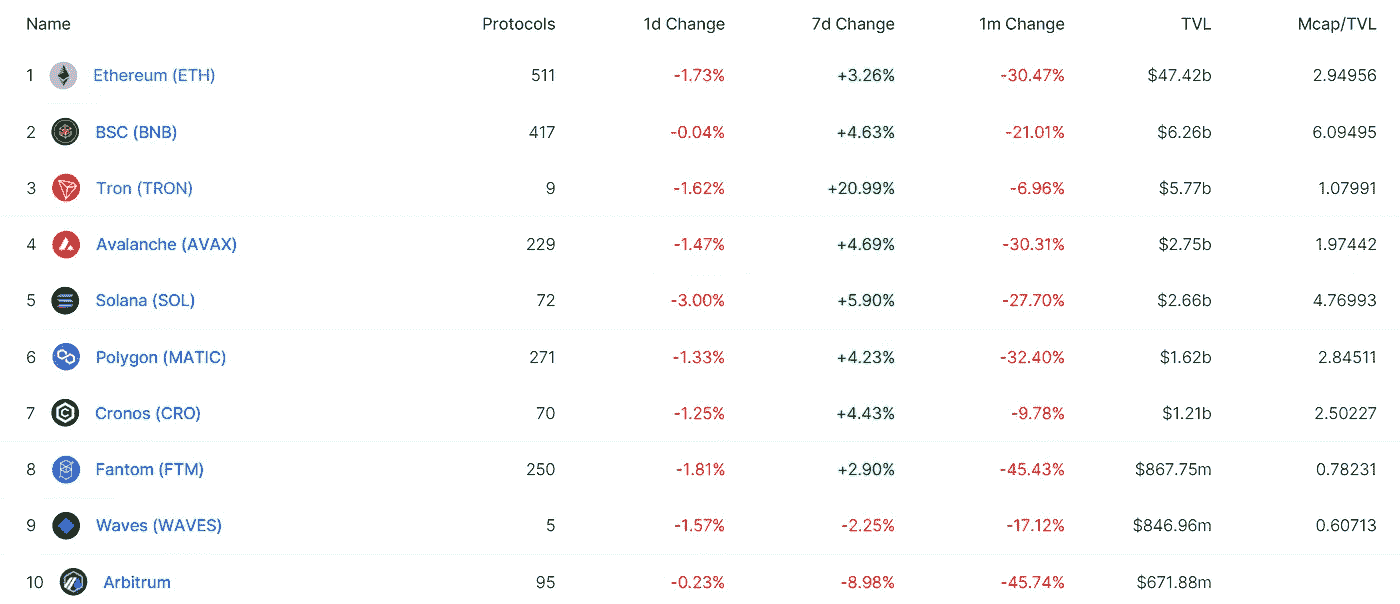 Name Protocols 1d Change 7d Change 1m Change TVL Mcap/TVL
1 Ethereum (ETH) 511 -1.73% +3.26% -30.47% $47.42b 2.94956
2 BSC (BNB) 417 -0.04% +4.63% -21.01% $6.26b 6.09495
3 Tron (TRON) 9 -1.62% +20.99% -6.96% $5.77b 1.07991
4 Avalanche (AVAX) 229 -1.47% +4.69% -30.31% $2.75b 1.97442
5 Solana (SOL) 72 -3.00% +5.90% -27.70% $2.66b 4.76993
6 Polygon (MATIC) 271 -1.33% +4.23% -32.40% $1.62b 2.84511
7 Cronos (CRO) 70 -1.25% +4.43% -9.78% $1.21b 2.50227
8 Fantom (FTM) 250 -1.81% +2.90% -45.43% $867.75m 0.78231
9 Waves (WAVES) 5 -1.57% -2.25% -17.12% $846.96m 0.60713
10 Arbitrum 95 -0.23% -8.98% -45.74% $671.88m